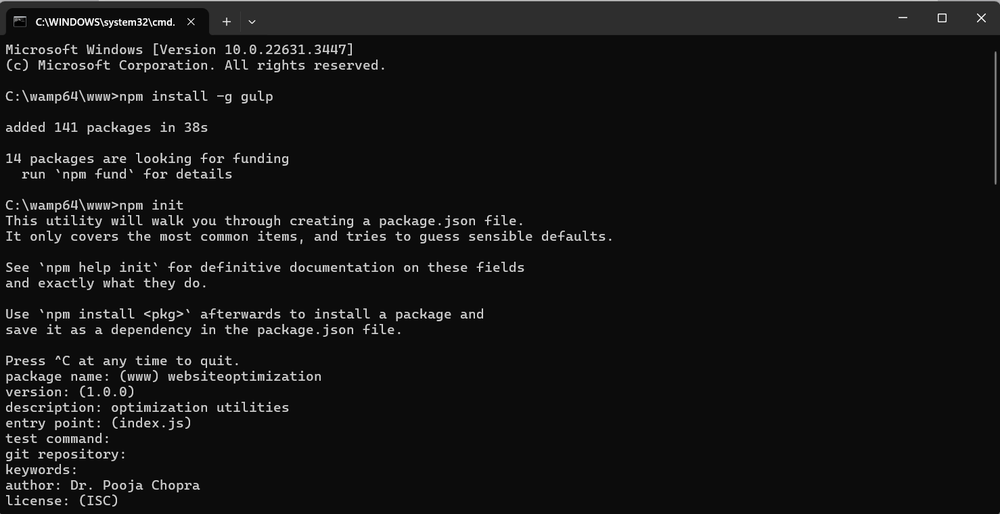 C:\WINDOWS\system32\cmd.
Microsoft Windows [Version 10.0.22631.3447]
(c) Microsoft Corporation. All rights reserved.
C:\wamp64\www>npm install -g gulp
added 141 packages in 38s
14 packages are looking for funding
  run `npm fund` for details
C:\wamp64\www>npm init
This utility will walk you through creating a package.json file.
It only covers the most common items, and tries to guess sensible defaults.
See `npm help init` for definitive documentation on these fields
and exactly what they do.
Use `npm install <pkg>` afterwards to install a package and
save it as a dependency in the package.json file.
Press ^C at any time to quit.
package name: (www) websiteoptimization
version: (1.0.0)
description: optimization utilities
entry point: (index.js)
test command:
git repository:
keywords:
author: Dr. Pooja Chopra
license: (ISC)